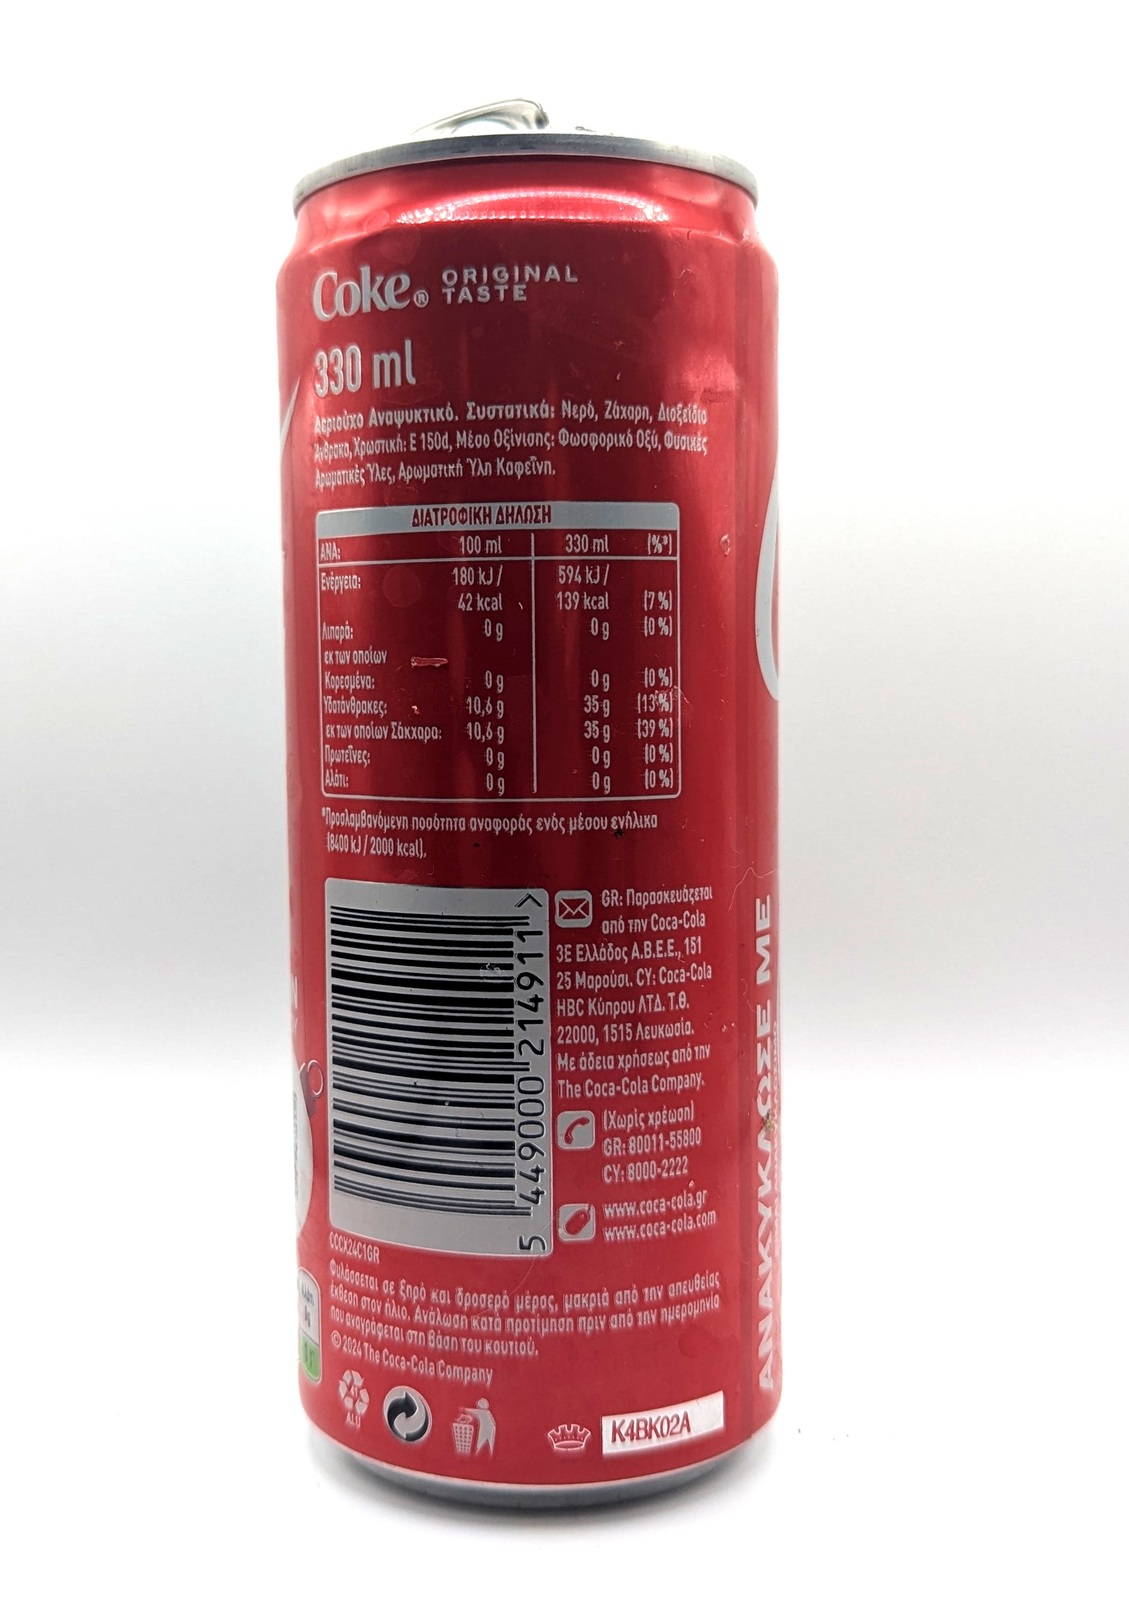 Coke® ORIGINAL TASTE
330 ml
Αεριούχο Αναψυκτικό. Συστατικά: Νερό, Ζάχαρη, Διοξείδιο
Άνθρακα, Χρωστική: Ε 150d, Μέσο Οξίνισης: Φωσφορικό Οξύ, Φυσικές
Αρωματικές Ύλες, Αρωματική Ύλη Καφεΐνη.
ΔΙΑΤΡΟΦΙΚΗ ΔΗΛΩΣΗ
ΑΝΑ: 100 ml 330 ml (%*)
Ενέργεια: 180 kJ / 594 kJ /
42 kcal 139 kcal (7 %)
Λιπαρά: 0 g 0 g (0 %)
εκ των οποίων
Κορεσμένα: 0 g 0 g (0 %)
Υδατάνθρακες: 10,6 g 35 g (13 %)
εκ των οποίων Σάκχαρα: 10,6 g 35 g (39 %)
Πρωτεΐνες: 0 g 0 g (0 %)
Αλάτι: 0 g 0 g (0 %)
*Προσλαμβανόμενη ποσότητα αναφοράς ενός μέσου ενήλικα
(8400 kJ / 2000 kcal).
5 449000 214911 >
GR: Παρασκευάζεται
από την Coca-Cola
3Ε Ελλάδος Α.Β.Ε.Ε., 151
25 Μαρούσι. CY: Coca-Cola
HBC Κύπρου ΛΤΔ. Τ.Θ.
22000, 1515 Λευκωσία.
Με άδεια χρήσεως από την
The Coca-Cola Company.
(Χωρίς χρέωση)
GR: 80011-55800
CY: 8000-2222
www.coca-cola.gr
www.coca-cola.com
CCCX24C1GR
Φυλάσσεται σε ξηρό και δροσερό μέρος, μακριά από την απευθείας
έκθεση στον ήλιο. Ανάλωση κατά προτίμηση πριν από την ημερομηνία
που αναγράφεται στη βάση του κουτιού.
© 2024 The Coca-Cola Company
ALU
K4BK02A
ΑΝΑΚΥΚΛΩΣΕ ΜΕ